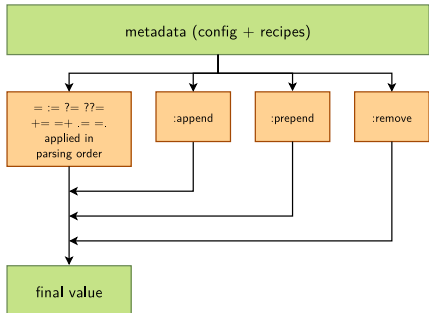 metadata (config + recipes)
= := ?= ??=
+= =+ .= =.
applied in
parsing order
:append
:prepend
:remove
final value